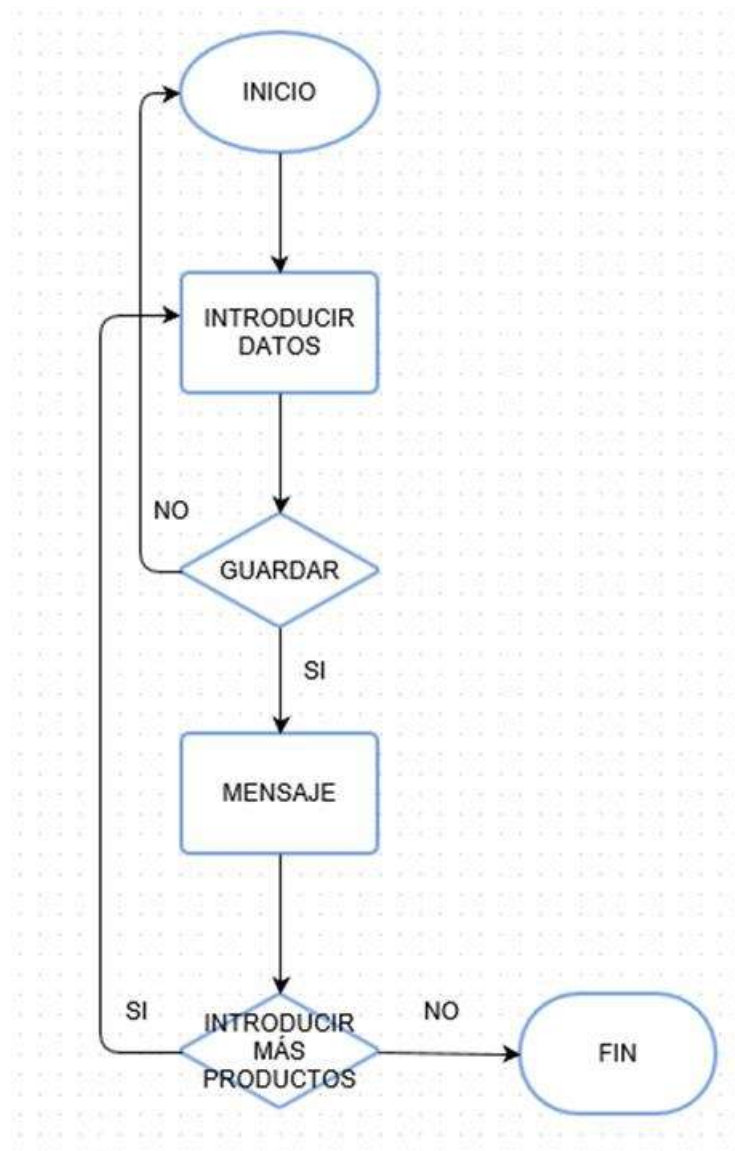 INICIO
INTRODUCIR
DATOS
NO
GUARDAR
SI
MENSAJE
SI
INTRODUCIR
MÁS
PRODUCTOS
NO
FIN